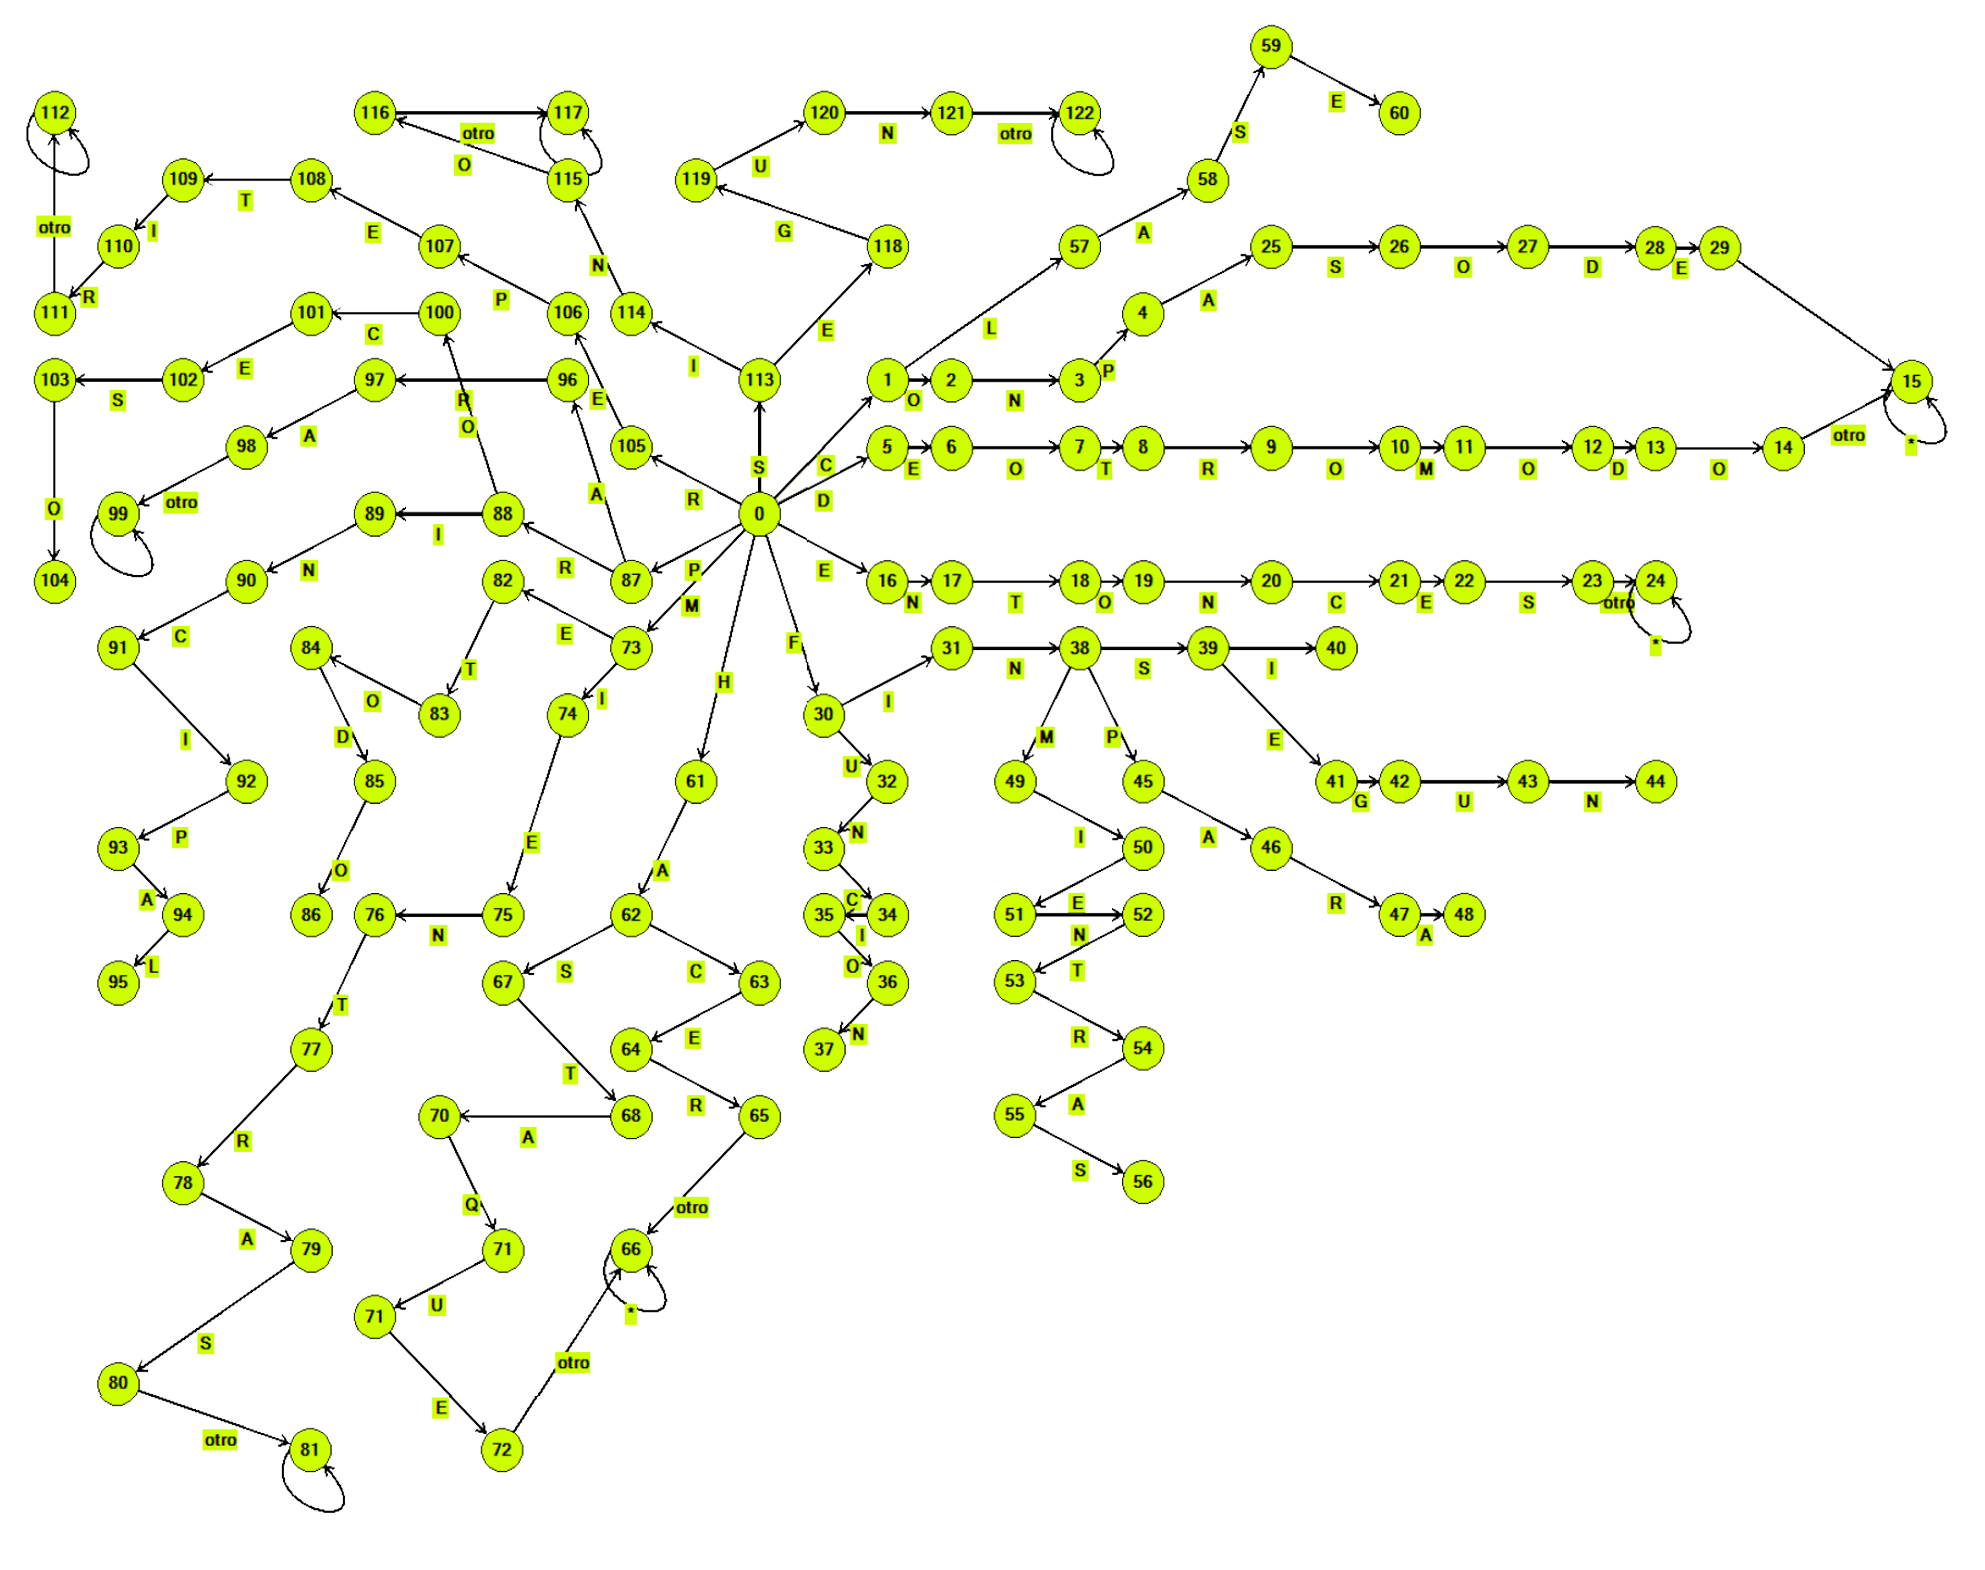 59
E
60
112
116
117
120
N
121
otro
122
otro
O
U
S
109
T
108
115
119
58
otro
I
E
G
A
110
107
118
57
25
S
26
O
27
D
28
E
29
R
P
N
A
111
101
C
100
106
114
E
L
4
E
I
P
103
S
102
97
R
96
E
113
1
O
2
N
3
15
A
O
98
105
S
C
5
E
6
O
7
T
8
R
9
O
10
M
11
O
12
D
13
O
14
otro
*
otro
A
R
D
O
99
89
I
88
0
N
R
P
E
104
90
82
87
M
16
N
17
T
18
O
19
N
20
C
21
E
22
S
23
otro
24
*
C
E
F
91
84
T
73
31
N
38
S
39
I
40
O
I
H
I
83
74
30
I
D
M
P
E
U
92
85
61
32
49
45
41
G
42
U
43
N
44
P
E
N
I
A
93
33
50
46
A
O
A
C
E
R
94
86
76
N
75
62
35
I
34
51
N
52
47
A
48
L
S
C
O
T
95
67
63
36
53
T
E
N
R
77
64
37
54
T
R
A
R
70
A
68
65
55
S
78
Q
otro
56
A
79
71
66
S
U
*
71
otro
80
E
otro
81
72